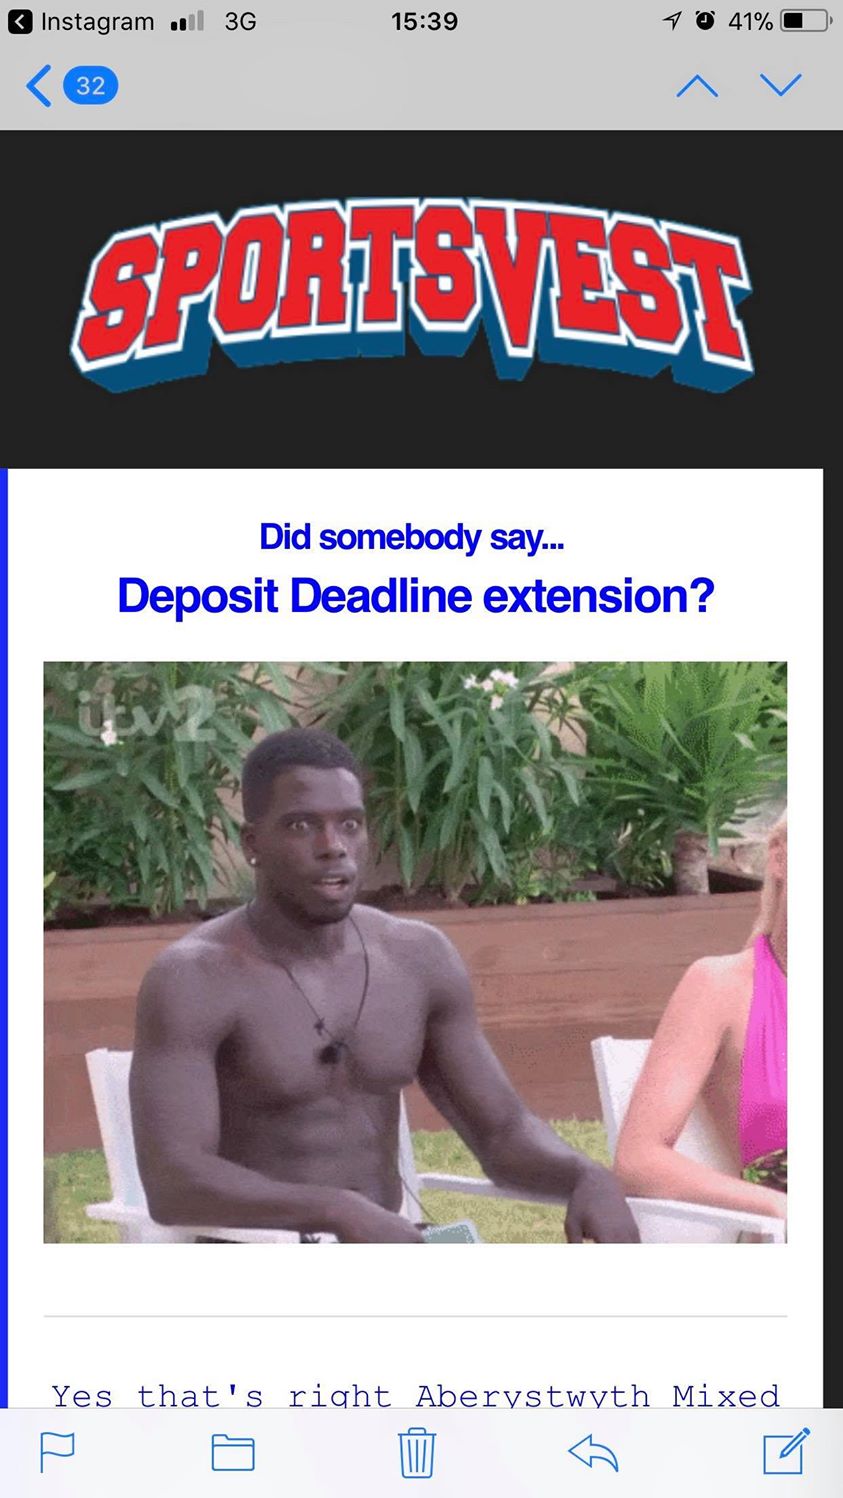 Instagram 3G 15:39 41%
32
SPORTSVEST
Did somebody say...
Deposit Deadline extension?
itv2
Yes that's right Aberystwyth Mixed